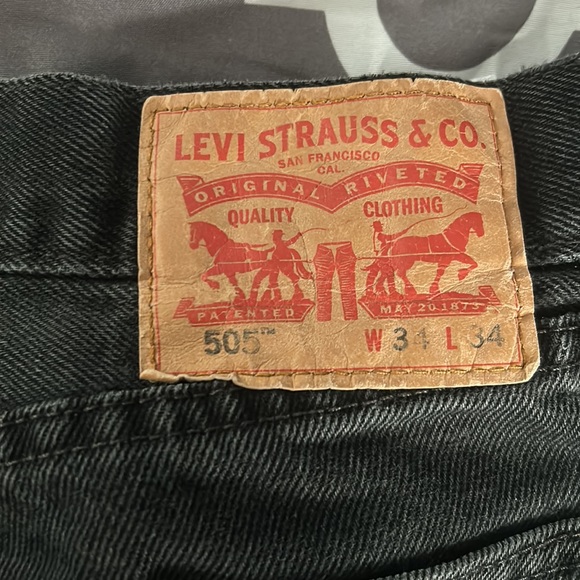 LEVI STRAUSS & CO.
SAN FRANCISCO
CAL.
ORIGINAL RIVETED
QUALITY CLOTHING
PATENTED MAY 20 1873
505™ W 34 L 34